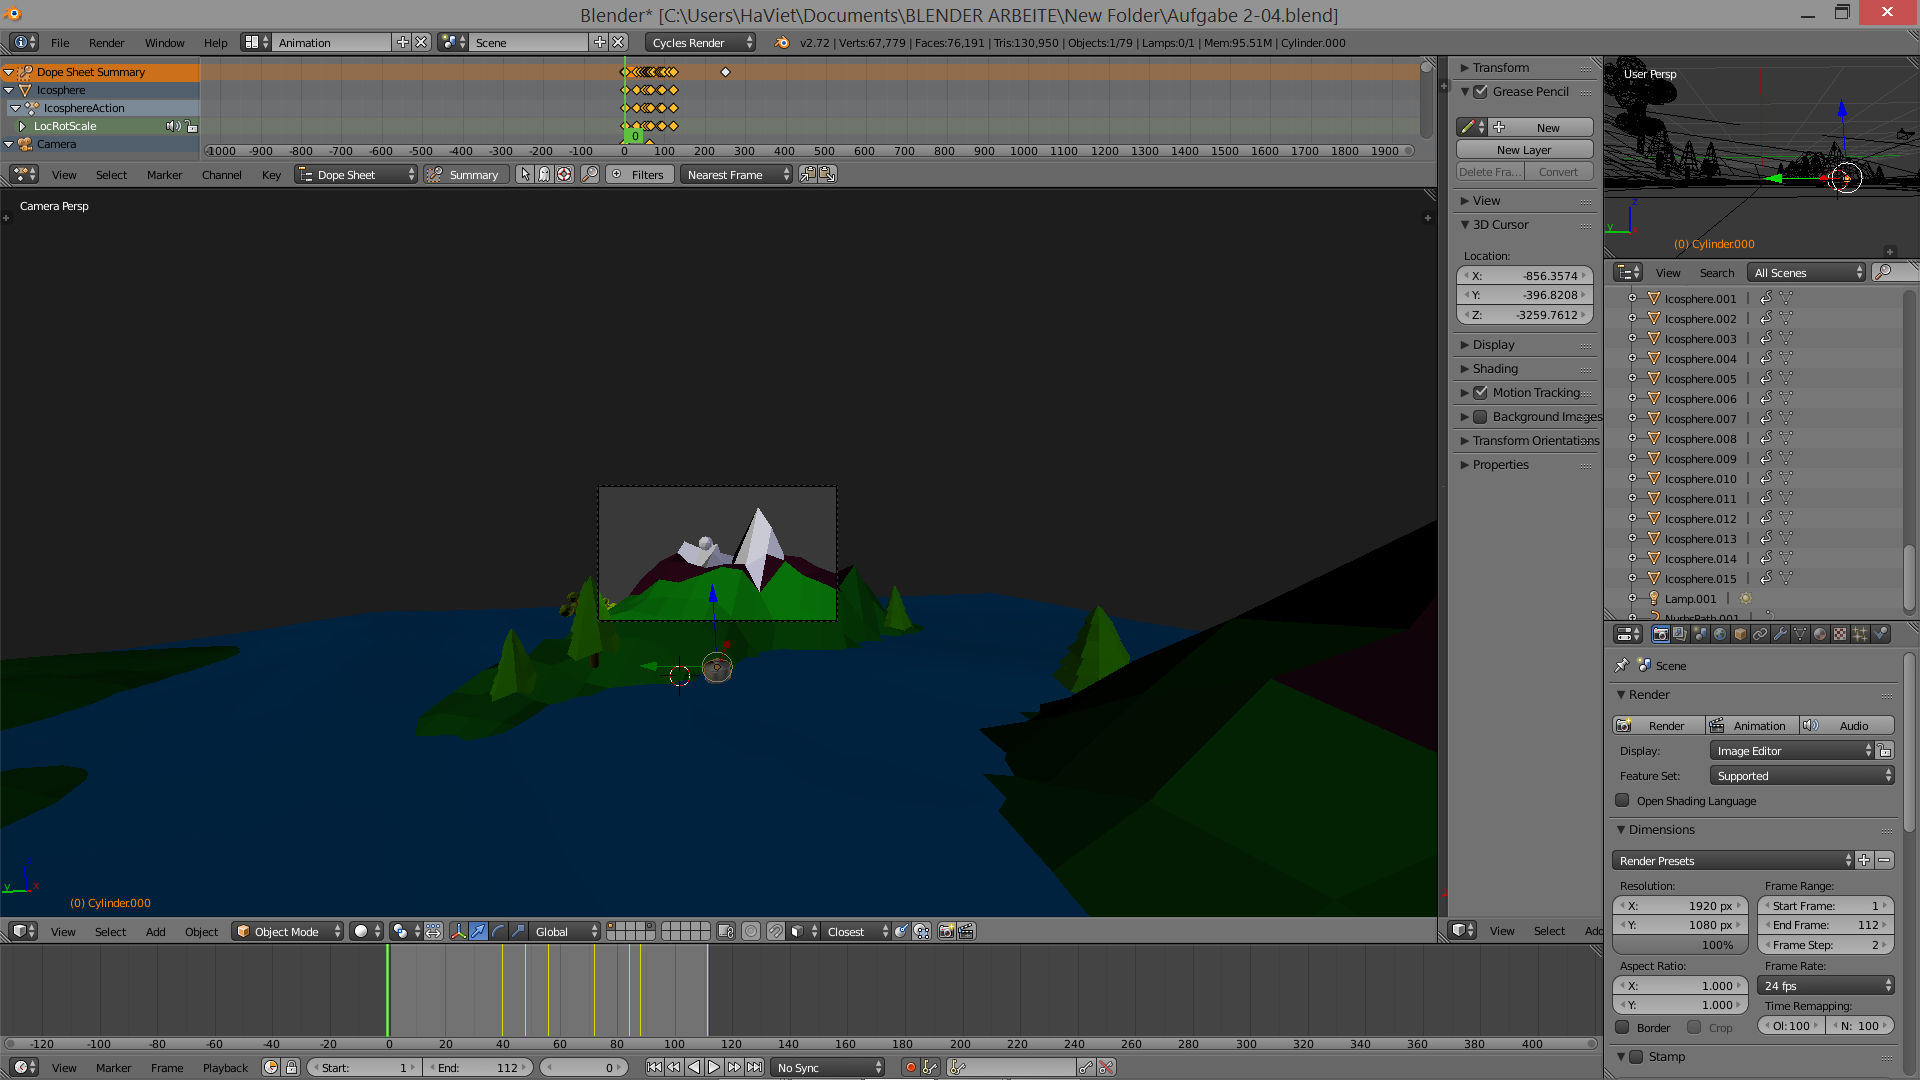 Blender* [C:\Users\HaViet\Documents\BLENDER ARBEITE\New Folder\Aufgabe 2-04.blend]
File Render Window Help Animation Scene Cycles Render v2.72 | Verts:67,779 | Faces:76,191 | Tris:130,950 | Objects:1/79 | Lamps:0/1 | Mem:95.51M | Cylinder.000
Dope Sheet Summary
Icosphere
IcosphereAction
LocRotScale
Camera
0
-1000 -900 -800 -700 -600 -500 -400 -300 -200 -100 0 100 200 300 400 500 600 700 800 900 1000 1100 1200 1300 1400 1500 1600 1700 1800 1900
View Select Marker Channel Key Dope Sheet Summary Filters Nearest Frame
Camera Persp
(0) Cylinder.000
View Select Add Object Object Mode Global Closest
Transform
Grease Pencil
New
New Layer
Delete Fra... Convert
View
3D Cursor
Location:
X: -856.3574
Y: -396.8208
Z: -3259.7612
Display
Shading
Motion Tracking
Background Images
Transform Orientations
Properties
View Select Add
User Persp
(0) Cylinder.000
View Search All Scenes
Icosphere.001
Icosphere.002
Icosphere.003
Icosphere.004
Icosphere.005
Icosphere.006
Icosphere.007
Icosphere.008
Icosphere.009
Icosphere.010
Icosphere.011
Icosphere.012
Icosphere.013
Icosphere.014
Icosphere.015
Lamp.001
NurbsPath.001
Scene
Render
Render Animation Audio
Display: Image Editor
Feature Set: Supported
Open Shading Language
Dimensions
Render Presets
Resolution: Frame Range:
X: 1920 px Start Frame: 1
Y: 1080 px End Frame: 112
100% Frame Step: 2
Aspect Ratio: Frame Rate:
X: 1.000 24 fps
Y: 1.000 Time Remapping:
Border Crop Ol: 100 N: 100
Stamp
-120 -100 -80 -60 -40 -20 0 20 40 60 80 100 120 140 160 180 200 220 240 260 280 300 320 340 360 380 400
View Marker Frame Playback Start: 1 End: 112 0 No Sync